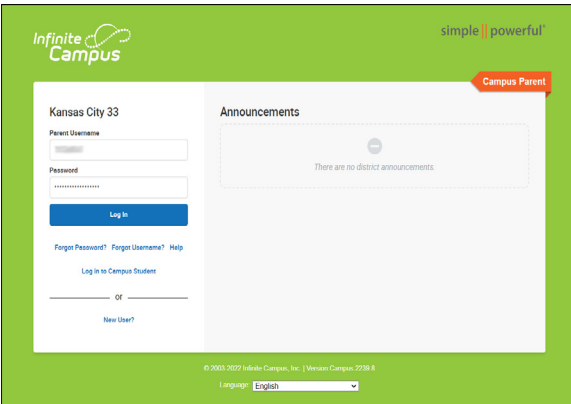 Infinite
Campus
simple || powerful®
Campus Parent
Kansas City 33
Parent Username
Password
••••••••••••••••••
Log In
Forgot Password? Forgot Username? Help
Log in to Campus Student
or
New User?
Announcements
There are no district announcements.
© 2003-2022 Infinite Campus, Inc. | Version Campus.2239.8
Language: English